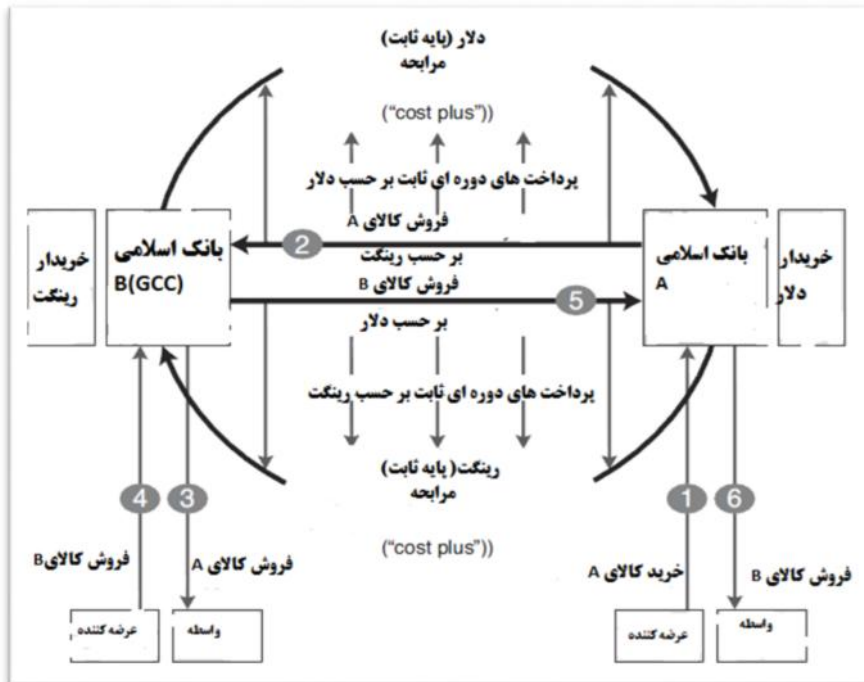 دلار (پایه ثابت)
مرابحه
("cost plus"))
پرداخت های دوره ای ثابت بر حسب دلار
فروش کالای A
2
بر حسب رینگت
فروش کالای B
5
بر حسب دلار
پرداخت های دوره ای ثابت بر حسب رینگت
رینگت( پایه ثابت)
مرابحه
("cost plus"))
خریدار
دلار
بانک اسلامی
A
بانک اسلامی
B(GCC)
خریدار
رینگت
1
6
3
4
فروش کالای B
خرید کالای A
فروش کالای A
فروش کالایB
واسطه
عرضه کننده
واسطه
عرضه کننده